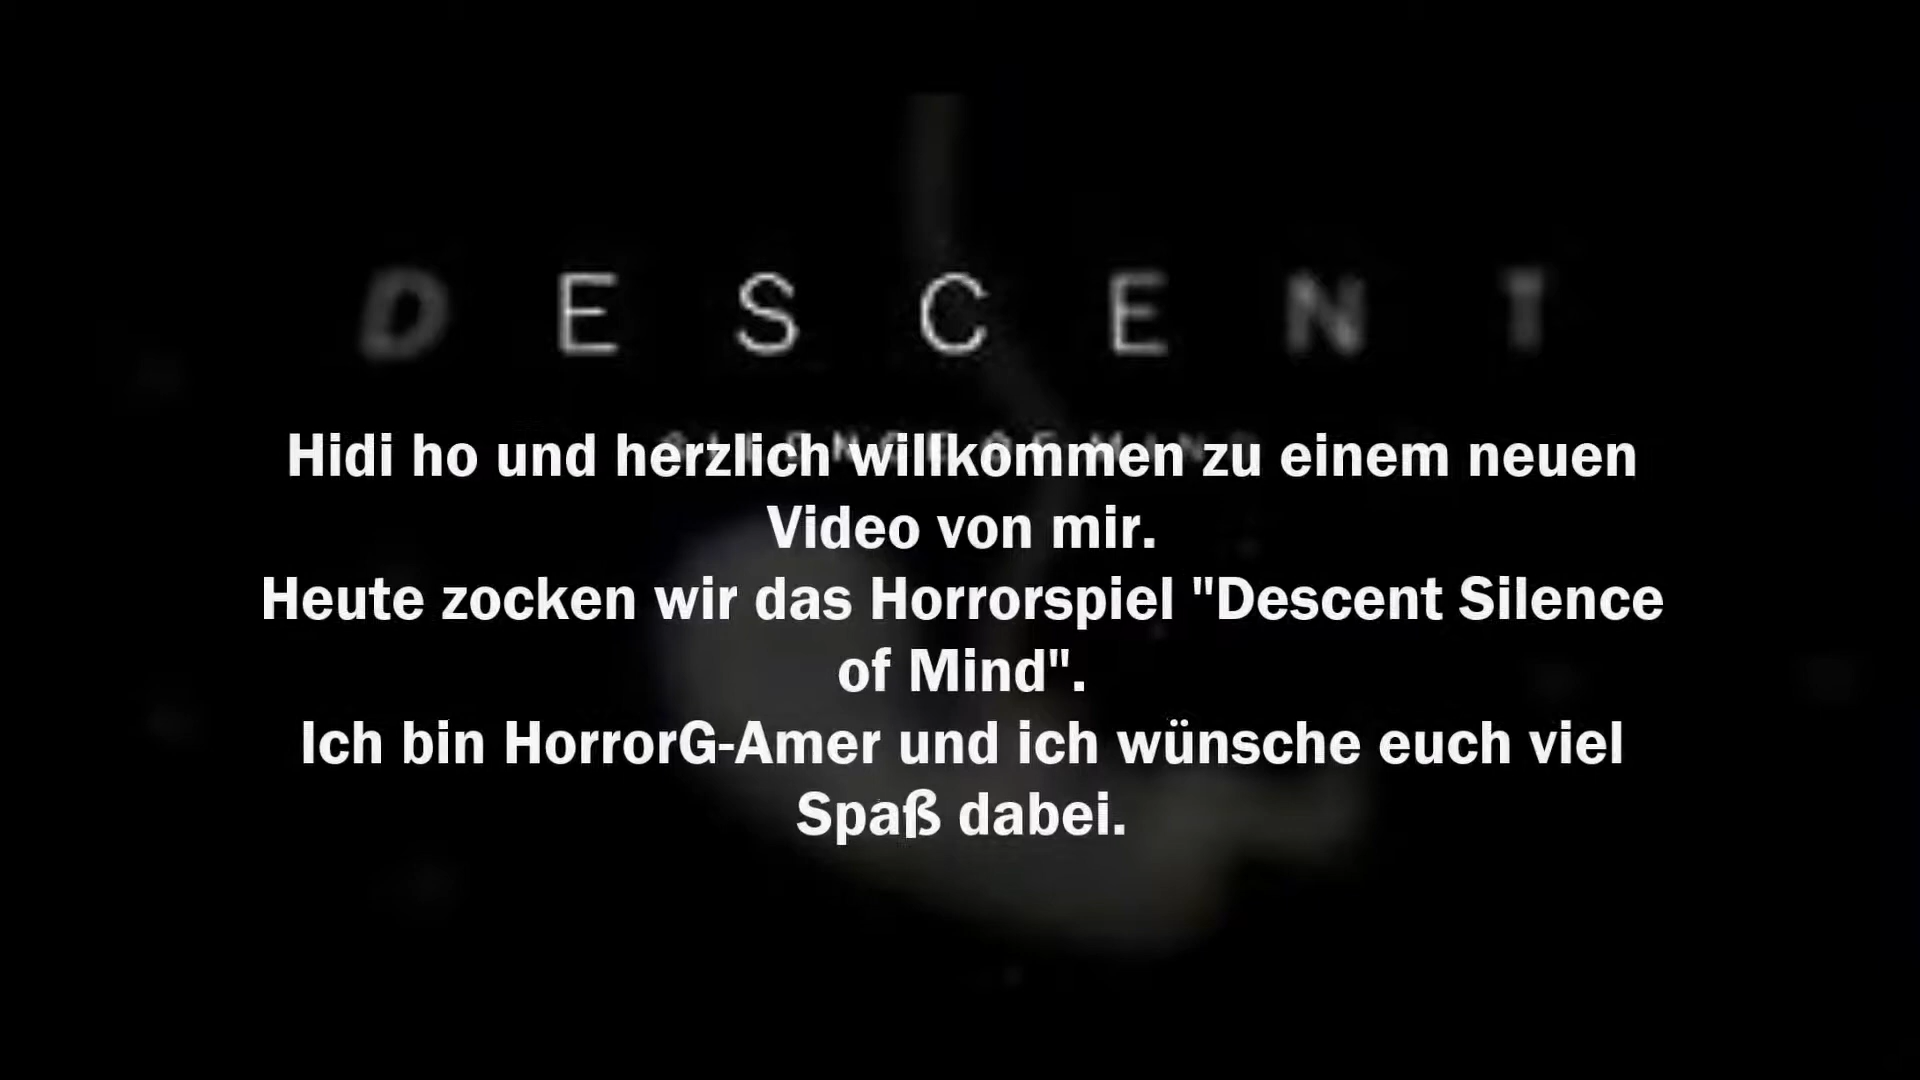 DESCENT
Hidi ho und herzlich willkommen zu einem neuen
Video von mir.
Heute zocken wir das Horrorspiel "Descent Silence
of Mind".
Ich bin HorrorG-Amer und ich wünsche euch viel
Spaß dabei.